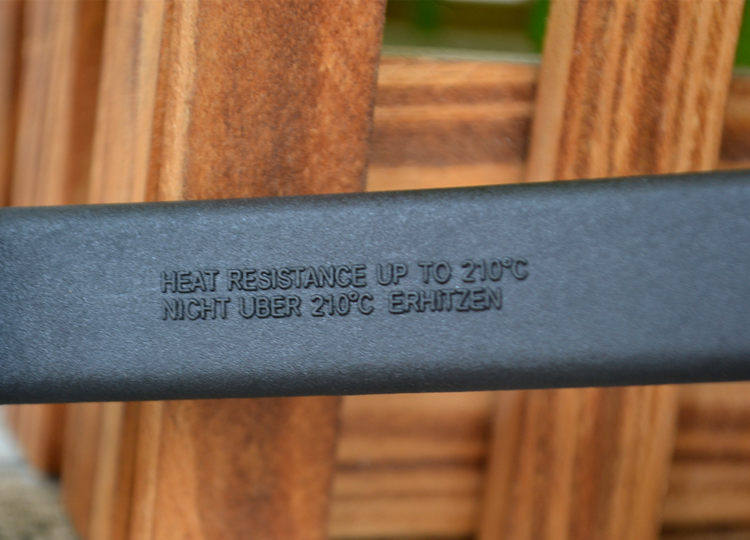 HEAT RESISTANCE UP TO 210°C
NICHT UBER 210°C ERHITZEN